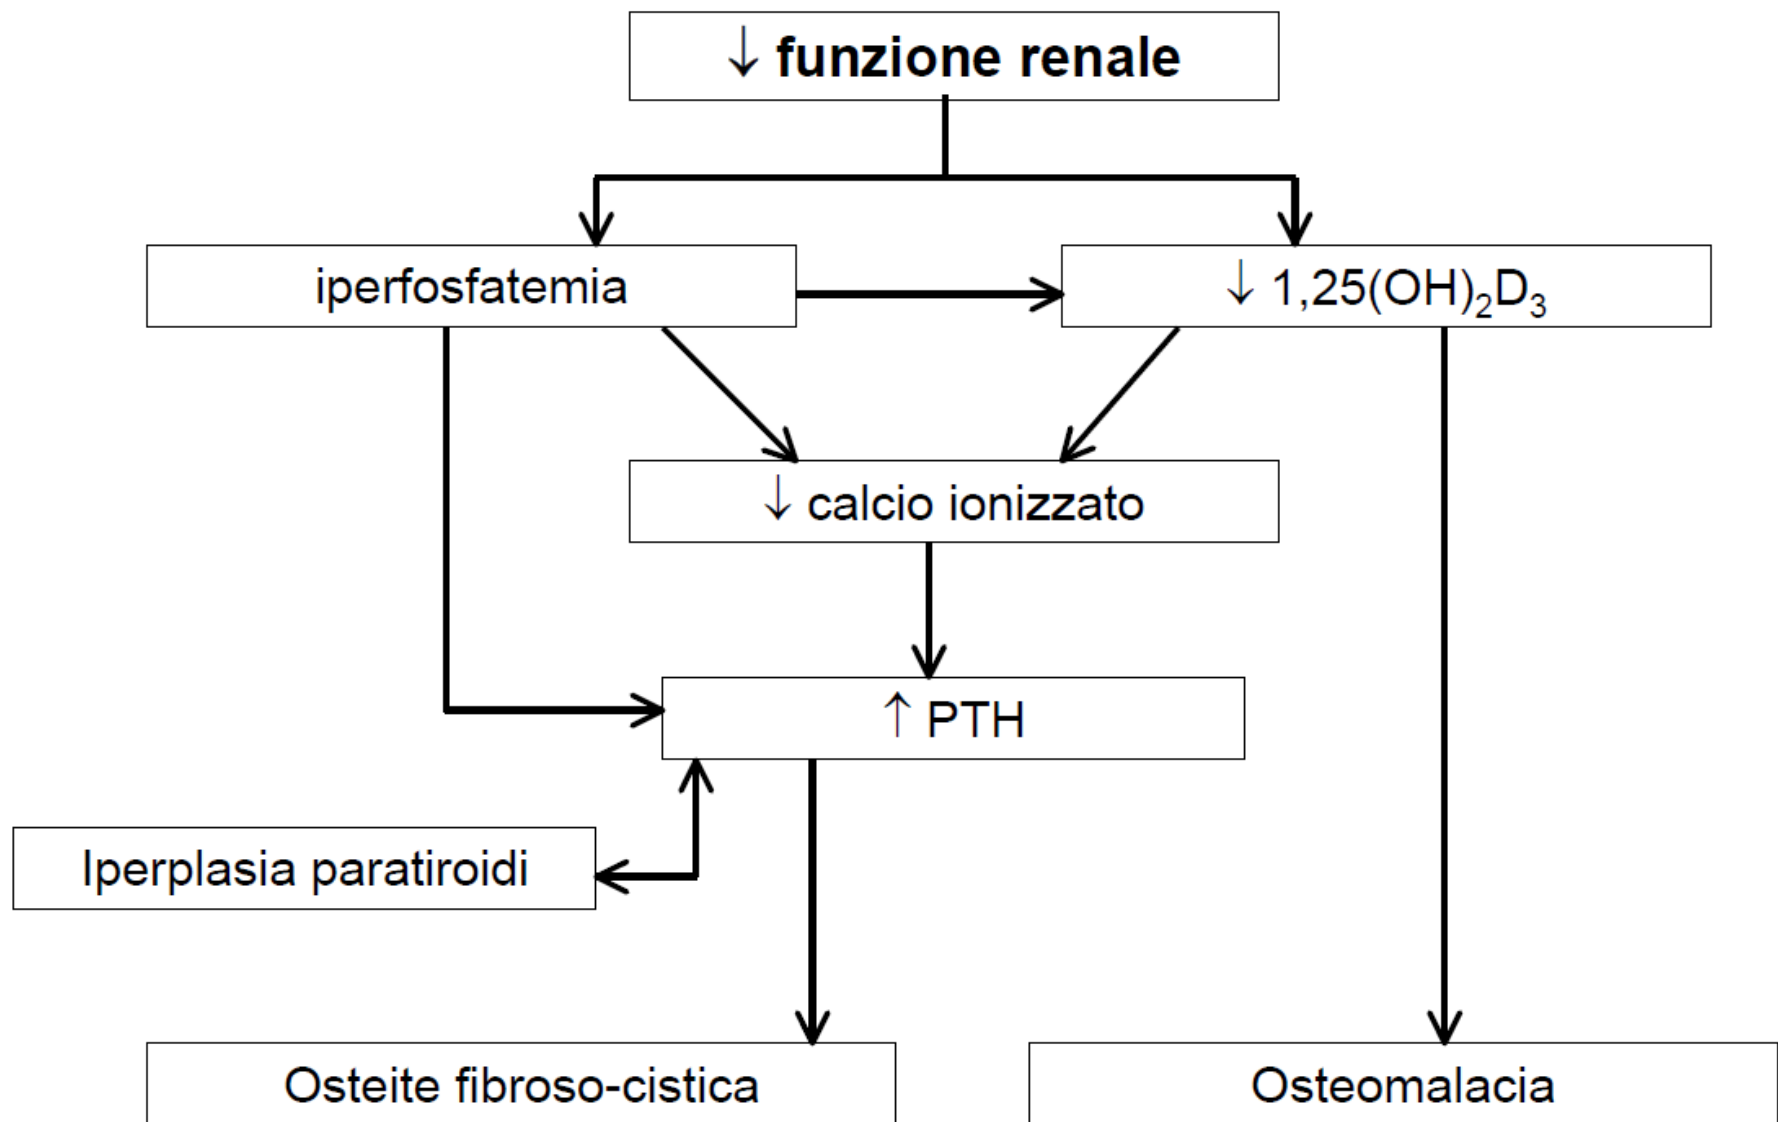 ↓ funzione renale
iperfosfatemia
↓ 1,25(OH)₂D₃
↓ calcio ionizzato
↑ PTH
Iperplasia paratiroidi
Osteite fibroso-cistica
Osteomalacia